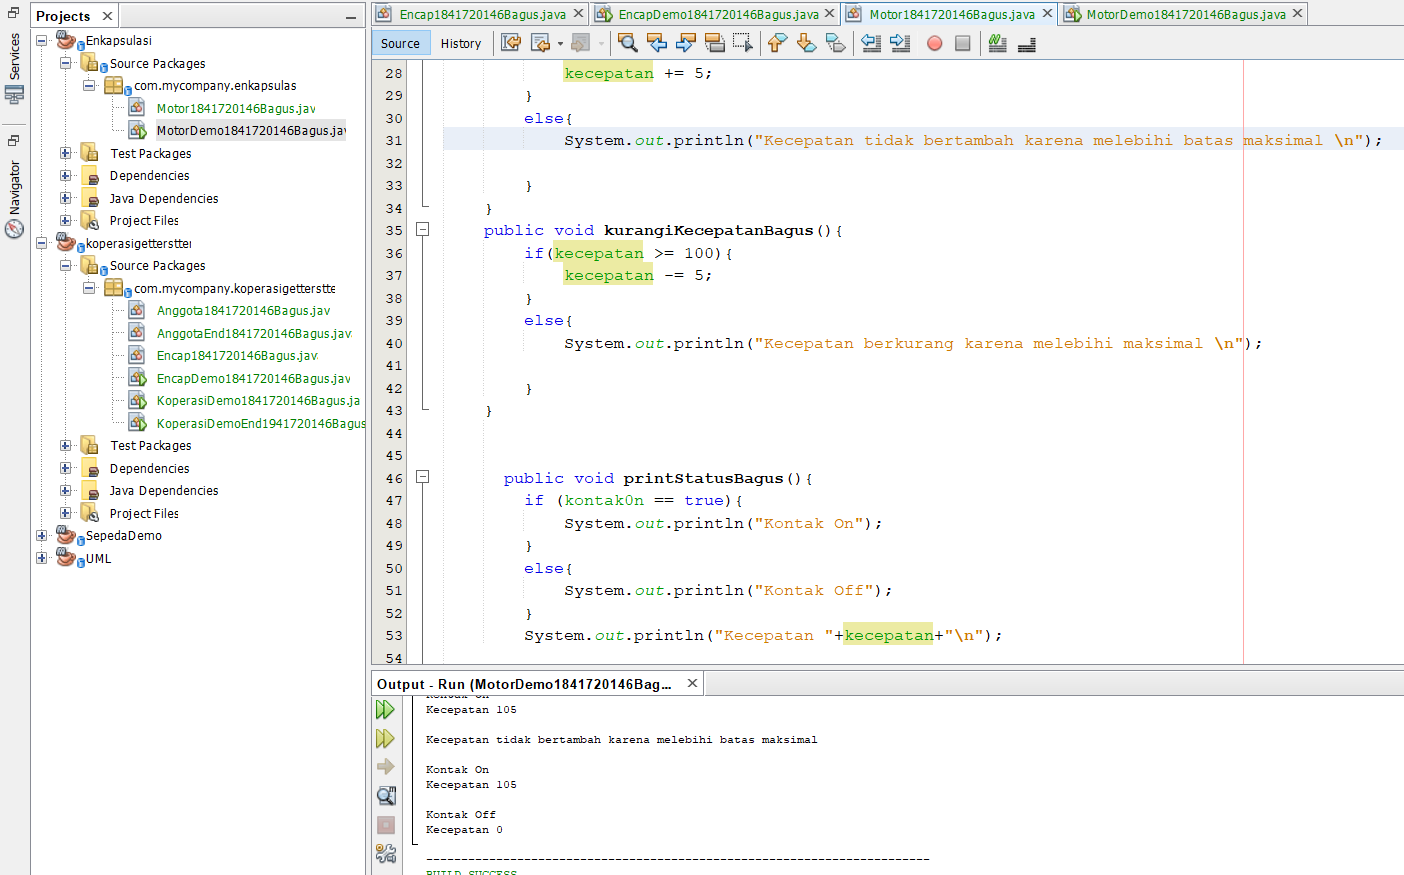 Services
Navigator
Projects
Enkapsulasi
Source Packages
com.mycompany.enkapsulas
Motor1841720146Bagus.jav
MotorDemo1841720146Bagus.jav
Test Packages
Dependencies
Java Dependencies
Project Files
koperasigetterstter
Source Packages
com.mycompany.koperasigetterstte
Anggota1841720146Bagus.jav
AnggotaEnd1841720146Bagus.java
Encap1841720146Bagus.jav
EncapDemo1841720146Bagus.jav
KoperasiDemo1841720146Bagus.ja
KoperasiDemoEnd1941720146Bagus
Test Packages
Dependencies
Java Dependencies
Project Files
SepedaDemo
UML
Encap1841720146Bagus.java
EncapDemo1841720146Bagus.java
Motor1841720146Bagus.java
MotorDemo1841720146Bagus.java
Source History
28 kecepatan += 5;
29 }
30 else{
31 System.out.println("Kecepatan tidak bertambah karena melebihi batas maksimal \n");
32
33 }
34 }
35 public void kurangiKecepatanBagus(){
36 if(kecepatan >= 100){
37 kecepatan -= 5;
38 }
39 else{
40 System.out.println("Kecepatan berkurang karena melebihi maksimal \n");
41
42 }
43 }
44
45
46 public void printStatusBagus(){
47 if (kontakOn == true){
48 System.out.println("Kontak On");
49 }
50 else{
51 System.out.println("Kontak Off");
52 }
53 System.out.println("Kecepatan "+kecepatan+"\n");
54
Output - Run (MotorDemo1841720146Bag...
Kontak On
Kecepatan 105
Kecepatan tidak bertambah karena melebihi batas maksimal
Kontak On
Kecepatan 105
Kontak Off
Kecepatan 0
------------------------------------------------------------------------
BUILD SUCCESS